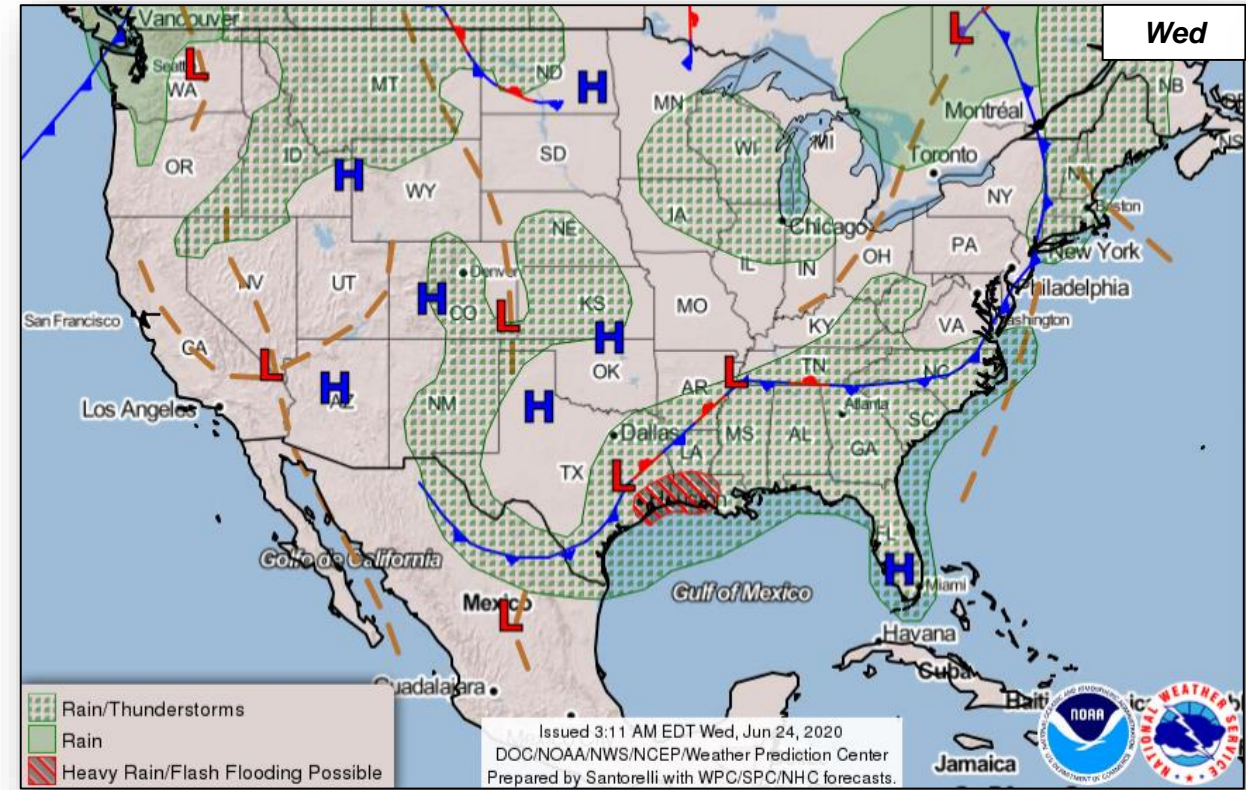 Wed
Vancouver
Seattle
WA
MT
ND
H
L
L
MN
Montréal
NB
NS
OR
ID
H
WY
SD
WI
MI
Toronto
NY
NH
Boston
IA
Chicago
NE
NV
UT
Denver
H
CO
L
KS
H
MO
IL
IN
OH
PA
New York
Philadelphia
San Francisco
CA
L
H
AZ
NM
H
OK
AR
L
KY
TN
VA
Washington
NC
SC
Los Angeles
TX
Dallas
L
LA
MS
AL
Atlanta
GA
FL
H
Miami
Golfo de California
Gulf of Mexico
Mexico
L
Havana
Cuba
Haiti
Guadalajara
Jamaica
Rain/Thunderstorms
Rain
Heavy Rain/Flash Flooding Possible
Issued 3:11 AM EDT Wed, Jun 24, 2020
DOC/NOAA/NWS/NCEP/Weather Prediction Center
Prepared by Santorelli with WPC/SPC/NHC forecasts.
NOAA
NATIONAL WEATHER SERVICE